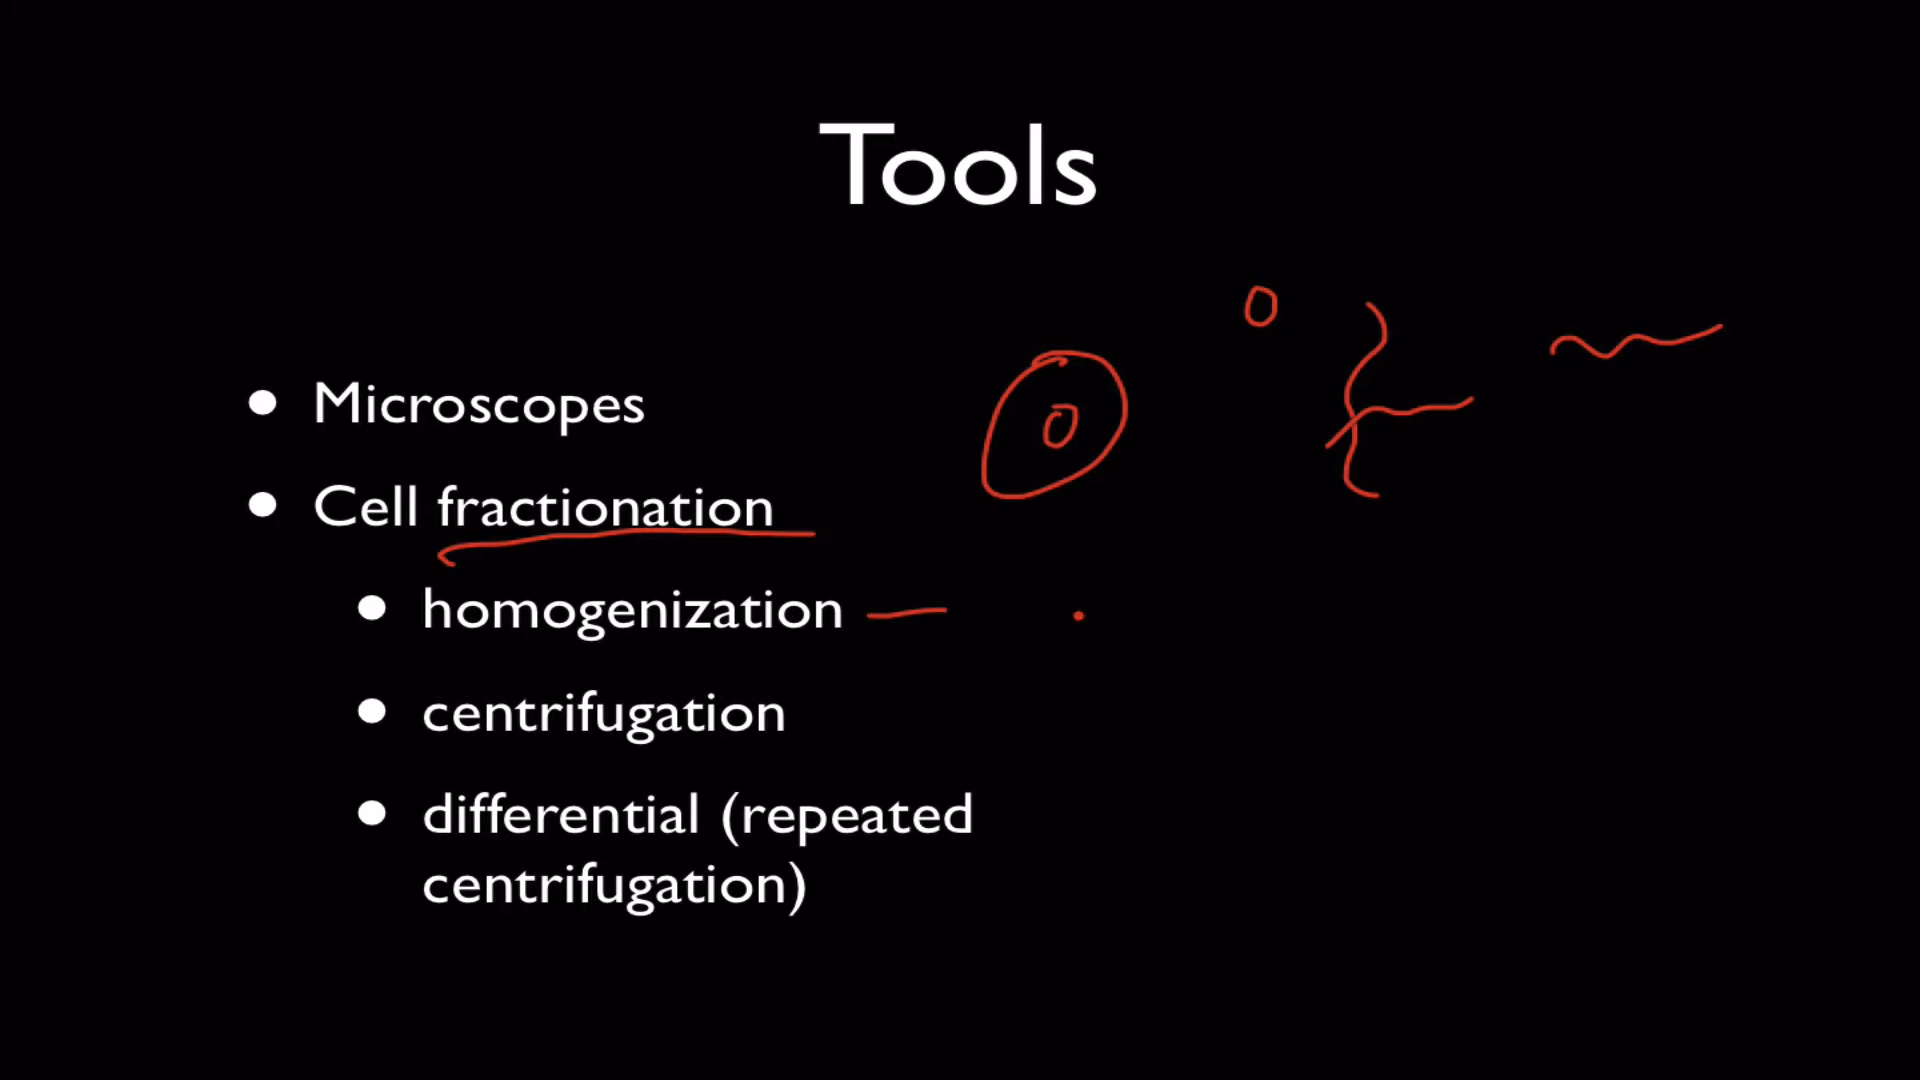 Tools
• Microscopes
• Cell fractionation
• homogenization
• centrifugation
• differential (repeated
centrifugation)